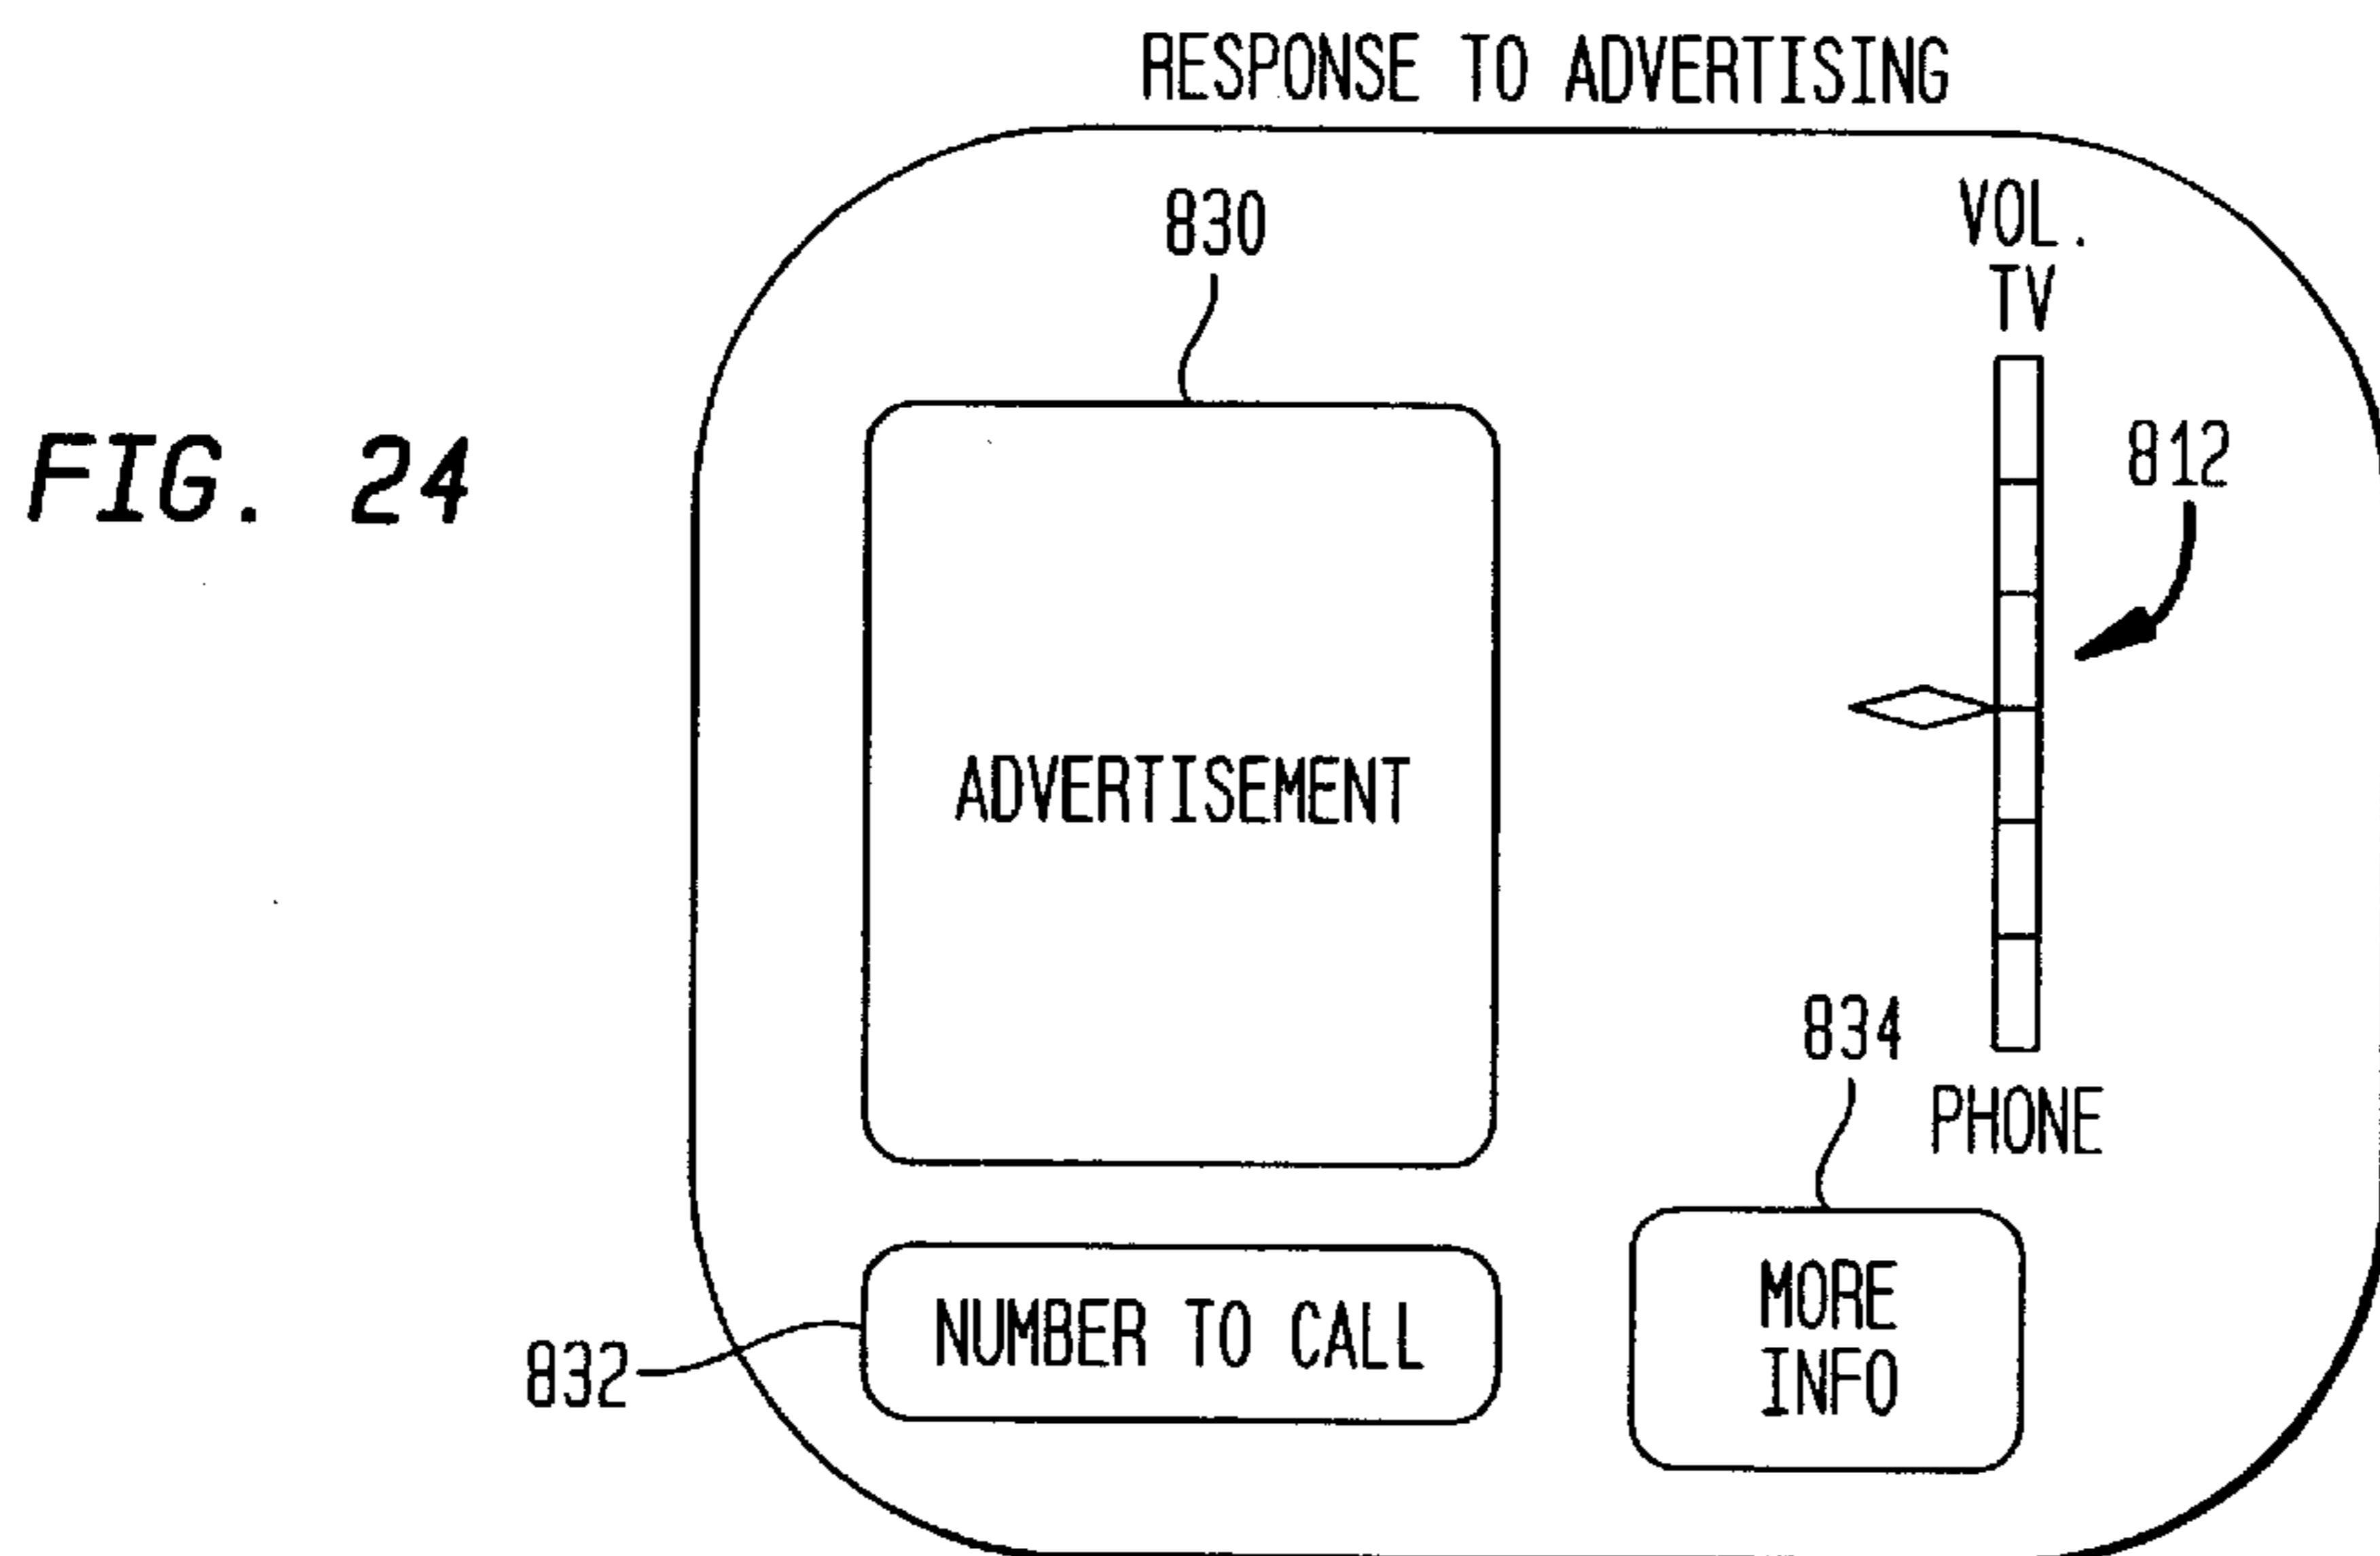 RESPONSE TO ADVERTISING
830
VOL.
TV
812
FIG. 24
ADVERTISEMENT
834
PHONE
MORE
INFO
NUMBER TO CALL
832